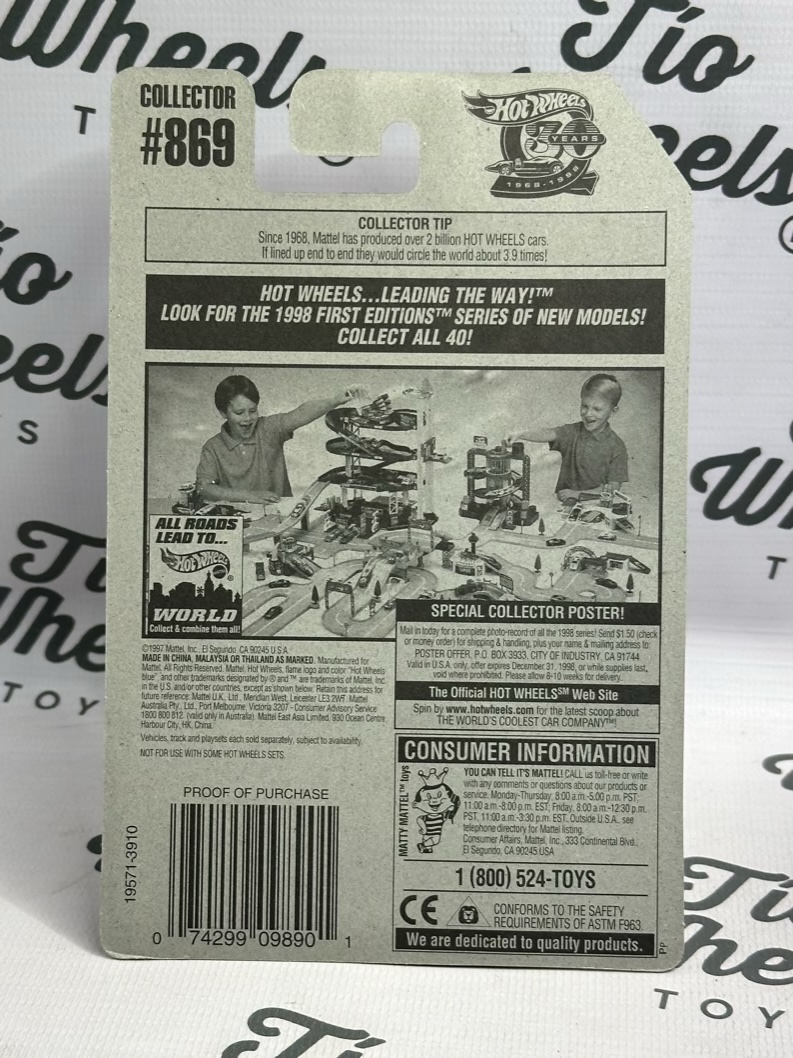 COLLECTOR
#869
HOT WHEELS
30 YEARS
1968-1998
COLLECTOR TIP
Since 1968, Mattel has produced over 2 billion HOT WHEELS cars.
If lined up end to end they would circle the world about 3.9 times!
HOT WHEELS...LEADING THE WAY!™
LOOK FOR THE 1998 FIRST EDITIONS™ SERIES OF NEW MODELS!
COLLECT ALL 40!
ALL ROADS
LEAD TO...
Hot Wheels®
WORLD
Collect & combine them all!
SPECIAL COLLECTOR POSTER!
Mail in today for a complete photo-record of all the 1998 series! Send $1.50 (check
or money order) for shipping & handling, plus your name & mailing address to:
POSTER OFFER, P.O. BOX 3933, CITY OF INDUSTRY, CA 91744
Valid in U.S.A. only, offer expires December 31, 1998, or while supplies last,
void where prohibited. Please allow 8-10 weeks for delivery.
The Official HOT WHEELS℠ Web Site
Spin by www.hotwheels.com for the latest scoop about
THE WORLD'S COOLEST CAR COMPANY™!
©1997 Mattel, Inc., El Segundo, CA 90245 U.S.A.
MADE IN CHINA, MALAYSIA OR THAILAND AS MARKED. Manufactured for
Mattel. All Rights Reserved. Mattel, Hot Wheels, flame logo and color "Hot Wheels
blue", and other trademarks designated by ® and ™ are trademarks of Mattel, Inc.
in the U.S. and/or other countries, except as shown below. Retain this address for
future reference: Mattel U.K. Ltd., Meridian West, Leicester LE3 2WT. Mattel
Australia Pty., Ltd., Port Melbourne, Victoria 3207 - Consumer Advisory Service
1800 800 812 (valid only in Australia). Mattel East Asia Limited, 930 Ocean Centre,
Harbour City, HK, China.
Vehicles, track and playsets each sold separately, subject to availability.
NOT FOR USE WITH SOME HOT WHEELS SETS.
CONSUMER INFORMATION
MATTY MATTEL™ toys
YOU CAN TELL IT'S MATTEL! CALL us toll-free or write
with any comments or questions about our products or
service. Monday-Thursday, 8:00 a.m.-5:00 p.m. PST;
11:00 a.m.-8:00 p.m. EST; Friday, 8:00 a.m.-12:30 p.m.
PST, 11:00 a.m.-3:30 p.m. EST. Outside U.S.A., see
telephone directory for Mattel listing.
Consumer Affairs, Mattel, Inc., 333 Continental Blvd.,
El Segundo, CA 90245 USA
1 (800) 524-TOYS
CE
CONFORMS TO THE SAFETY
REQUIREMENTS OF ASTM F963.
We are dedicated to quality products.
PP
PROOF OF PURCHASE
19571-3910
0 74299 09890 1
Wheels
T
Tío
eels
ío
eels
S
Tí
Whe
TOY
W
T
Tío
Whe
TOY
Tí